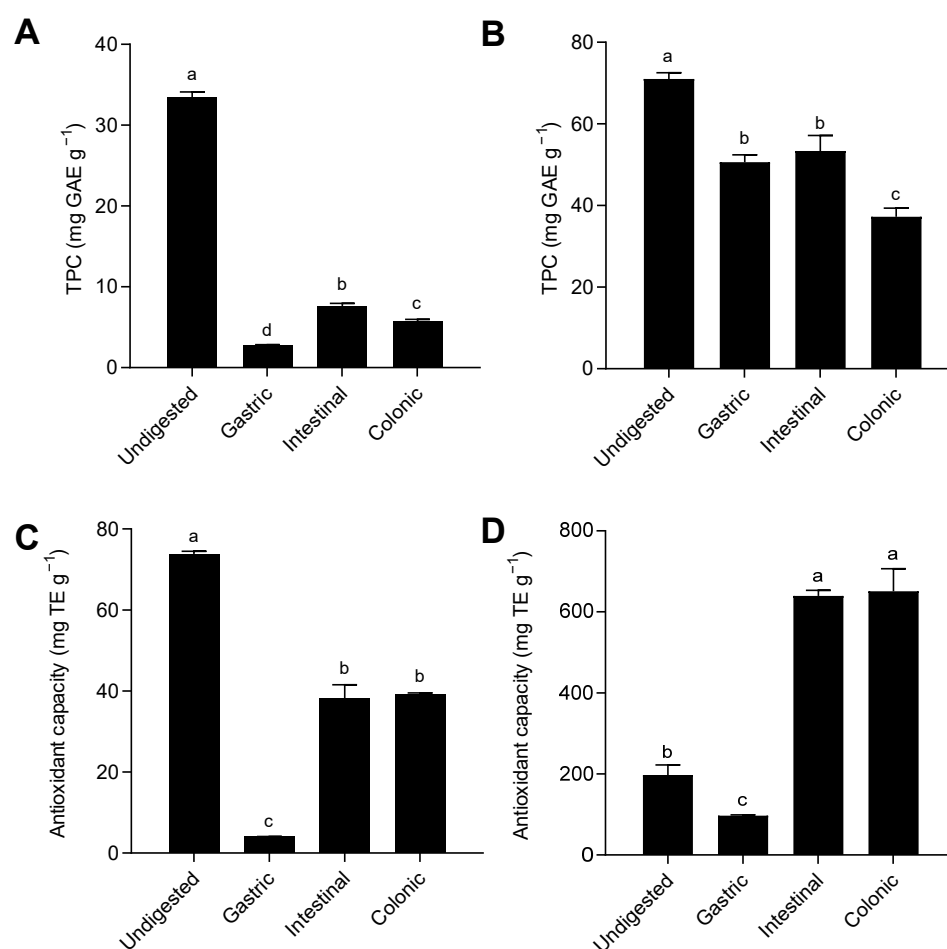 A
TPC (mg GAE g⁻¹)
40
30
20
10
0
a
d
b
c
Undigested
Gastric
Intestinal
Colonic
B
TPC (mg GAE g⁻¹)
80
60
40
20
0
a
b
b
c
Undigested
Gastric
Intestinal
Colonic
C
Antioxidant capacity (mg TE g⁻¹)
80
60
40
20
0
a
c
b
b
Undigested
Gastric
Intestinal
Colonic
D
Antioxidant capacity (mg TE g⁻¹)
800
600
400
200
0
b
c
a
a
Undigested
Gastric
Intestinal
Colonic